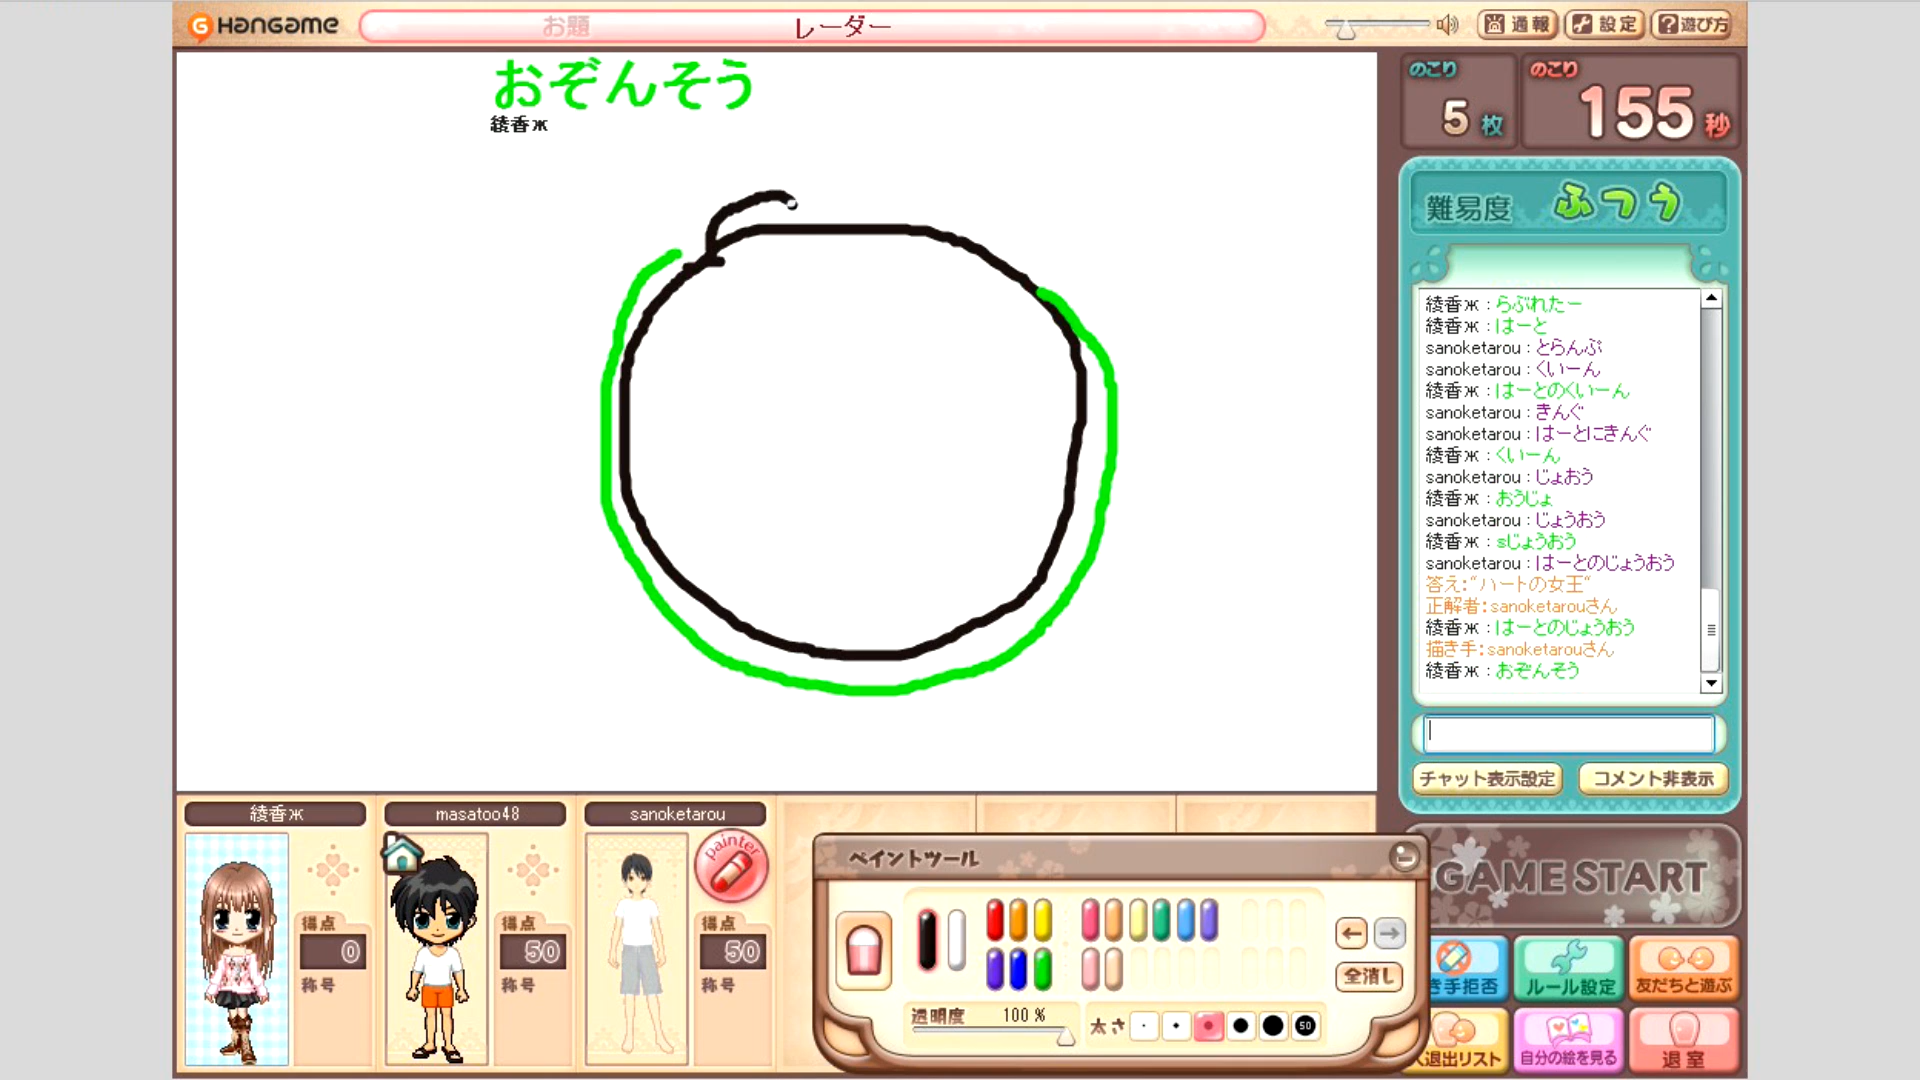 Hangame
お題 レーダー
通報 設定 遊び方
おぞんそう
綾香ж
のこり 5 枚
のこり 155 秒
難易度 ふつう
綾香ж : らぶれたー
綾香ж : はーと
sanoketarou : とらんぷ
sanoketarou : くいーん
綾香ж : はーとのくいーん
sanoketarou : きんぐ
sanoketarou : はーとにきんぐ
綾香ж : くいーん
sanoketarou : じょおう
綾香ж : おうじょ
sanoketarou : じょうおう
綾香ж : sじょうおう
sanoketarou : はーとのじょうおう
答え:“ハートの女王“
正解者:sanoketarouさん
綾香ж : はーとのじょうおう
描き手:sanoketarouさん
綾香ж : おぞんそう
チャット表示設定 コメント非表示
綾香ж
得点
0
称号
masatoo48
得点
50
称号
sanoketarou
painter
得点
50
称号
ペイントツール
全消し
透明度 100 % 太さ 50
GAME START
き手拒否 ルール設定 友だちと遊ぶ
退出リスト 自分の絵を見る 退室